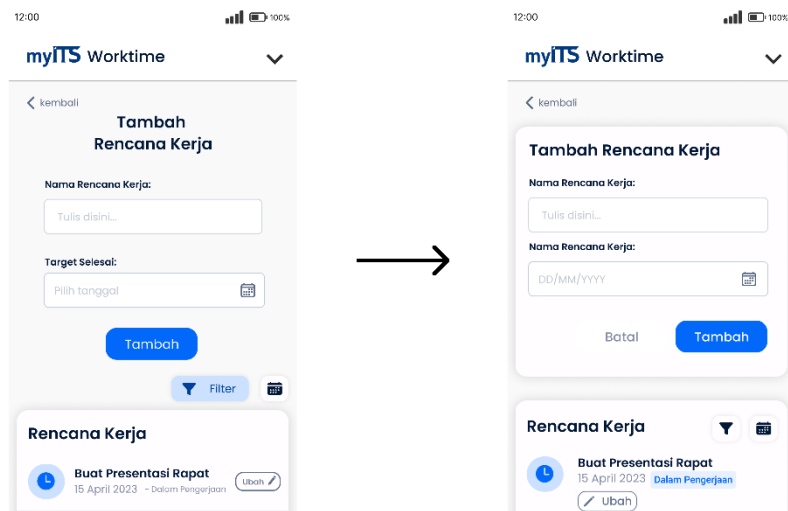 12:00
100%
myITS Worktime
kembali
Tambah
Rencana Kerja
Nama Rencana Kerja:
Tulis disini...
Target Selesai:
Pilih tanggal
Tambah
Filter
Rencana Kerja
Buat Presentasi Rapat
15 April 2023 - Dalam Pengerjaan
Ubah
12:00
100%
myITS Worktime
kembali
Tambah Rencana Kerja
Nama Rencana Kerja:
Tulis disini...
Nama Rencana Kerja:
DD/MM/YYYY
Batal
Tambah
Rencana Kerja
Buat Presentasi Rapat
15 April 2023 Dalam Pengerjaan
Ubah